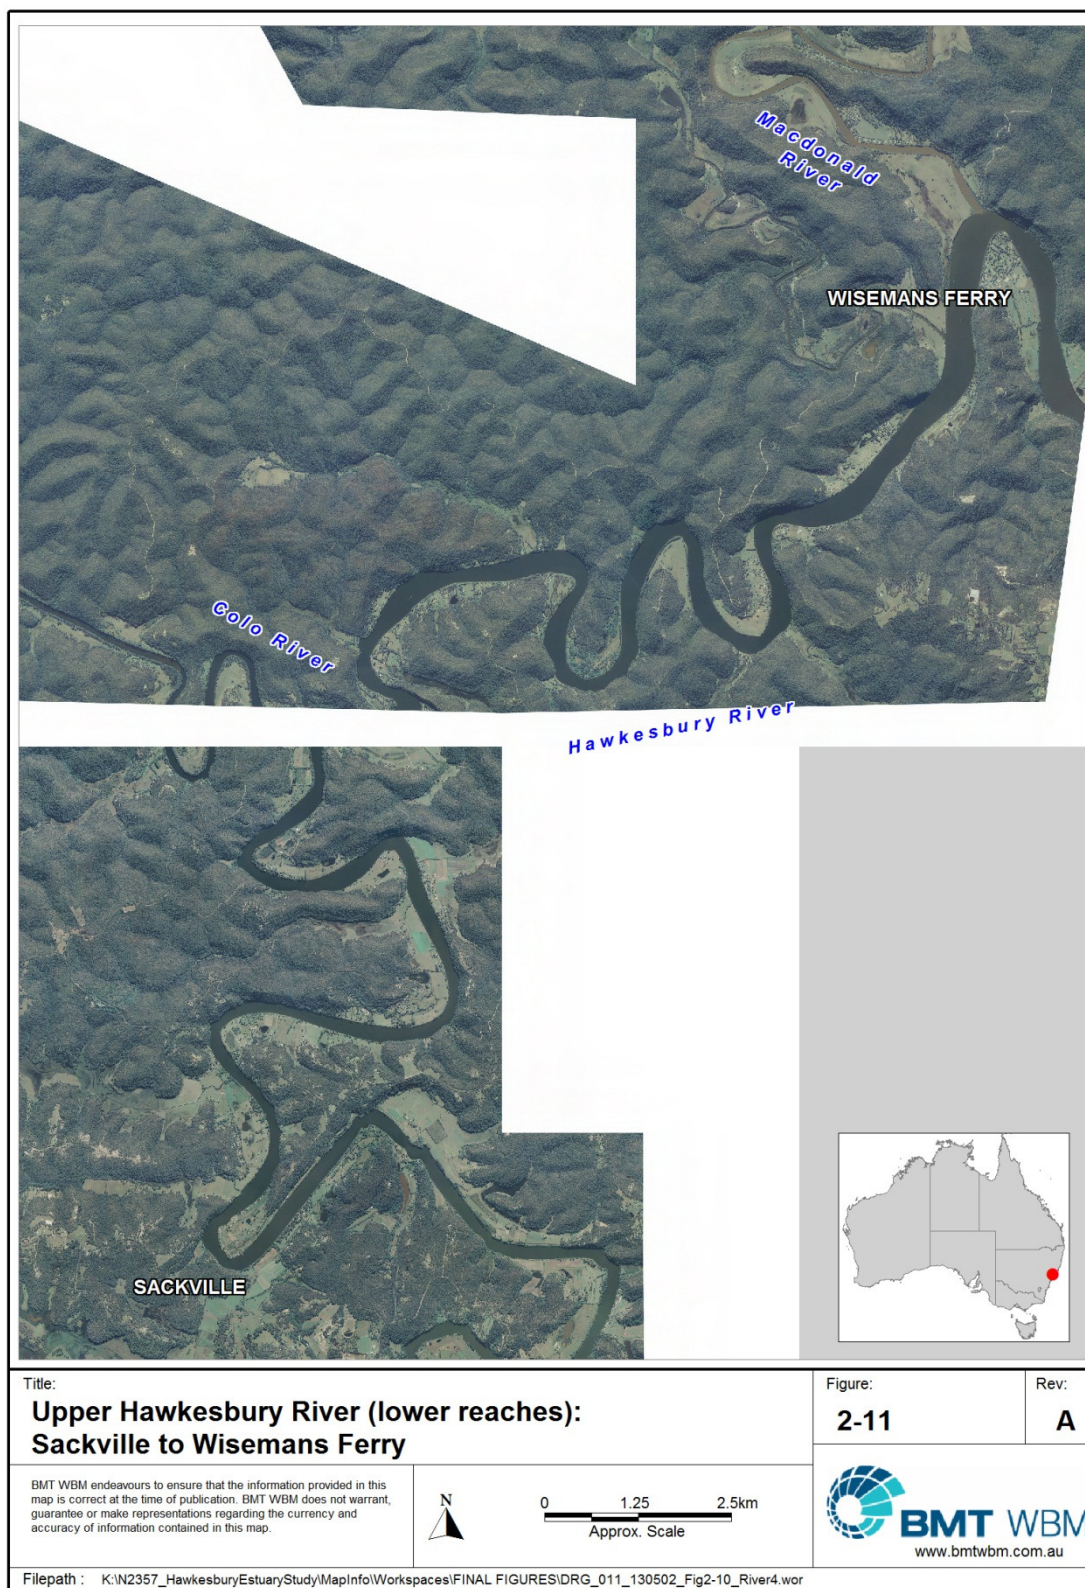 Macdonald
River
WISEMANS FERRY
Colo River
Hawkesbury River
SACKVILLE
Title:
Upper Hawkesbury River (lower reaches):
Sackville to Wisemans Ferry
Figure:
2-11
Rev:
A
BMT WBM endeavours to ensure that the information provided in this
map is correct at the time of publication. BMT WBM does not warrant,
guarantee or make representations regarding the currency and
accuracy of information contained in this map.
N
0 1.25 2.5km
Approx. Scale
BMT WBM
www.bmtwbm.com.au
Filepath : K:\N2357_HawkesburyEstuaryStudy\MapInfo\Workspaces\FINAL FIGURES\DRG_011_130502_Fig2-10_River4.wor